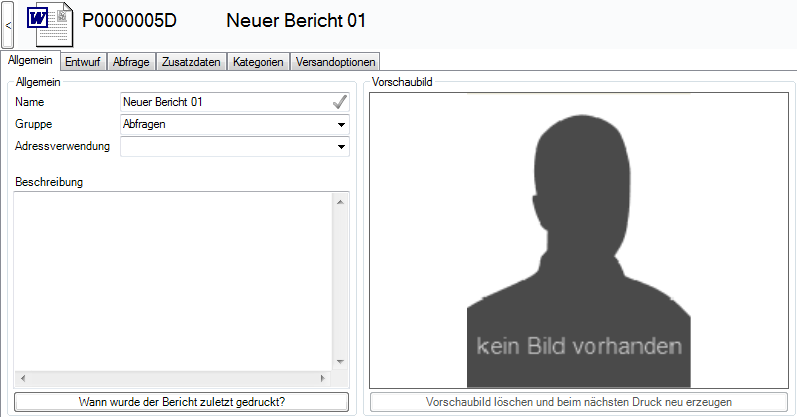 < W P0000005D Neuer Bericht 01
Allgemein Entwurf Abfrage Zusatzdaten Kategorien Versandoptionen
Allgemein
Name Neuer Bericht 01
Gruppe Abfragen
Adressverwendung
Beschreibung
Wann wurde der Bericht zuletzt gedruckt?
Vorschaubild
kein Bild vorhanden
Vorschaubild löschen und beim nächsten Druck neu erzeugen